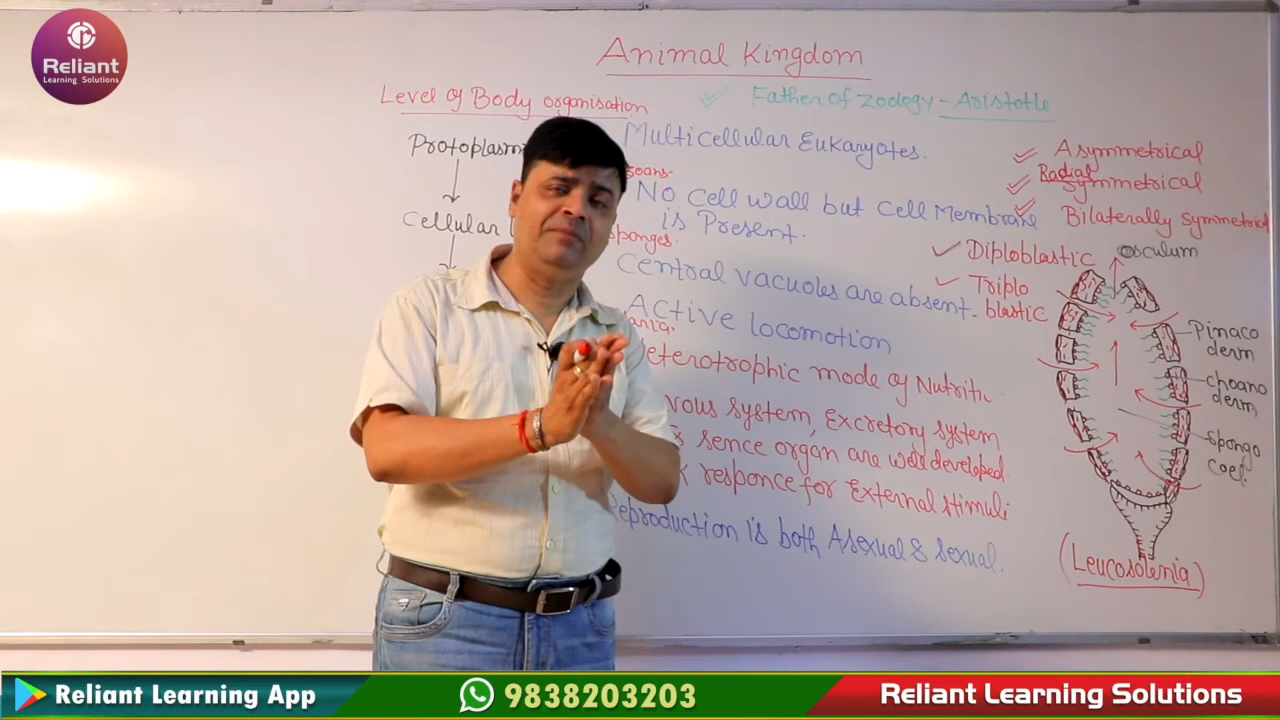 Reliant
Learning Solutions
Animal Kingdom
Level of Body organisation
Father of Zoology - Aristotle
Protoplasm
Cellular
Multicellular Eukaryotes.
No cell wall but cell Membrane
is Present.
sponges.
Central vacuoles are absent.
Active locomotion
Heterotrophic mode of Nutriti
vous system, Excretory system
& sence organ are well developed.
responce for External stimuli
Reproduction is both Asexual & sexual.
Asymmetrical
Radial
symmetrical
Bilaterally symmetrical
Diploblastic
Triplo
blastic
osculum
Pinaco
derm
choano
derm
spongo
coel.
(Leucosolenia)
Reliant Learning App
9838203203
Reliant Learning Solutions